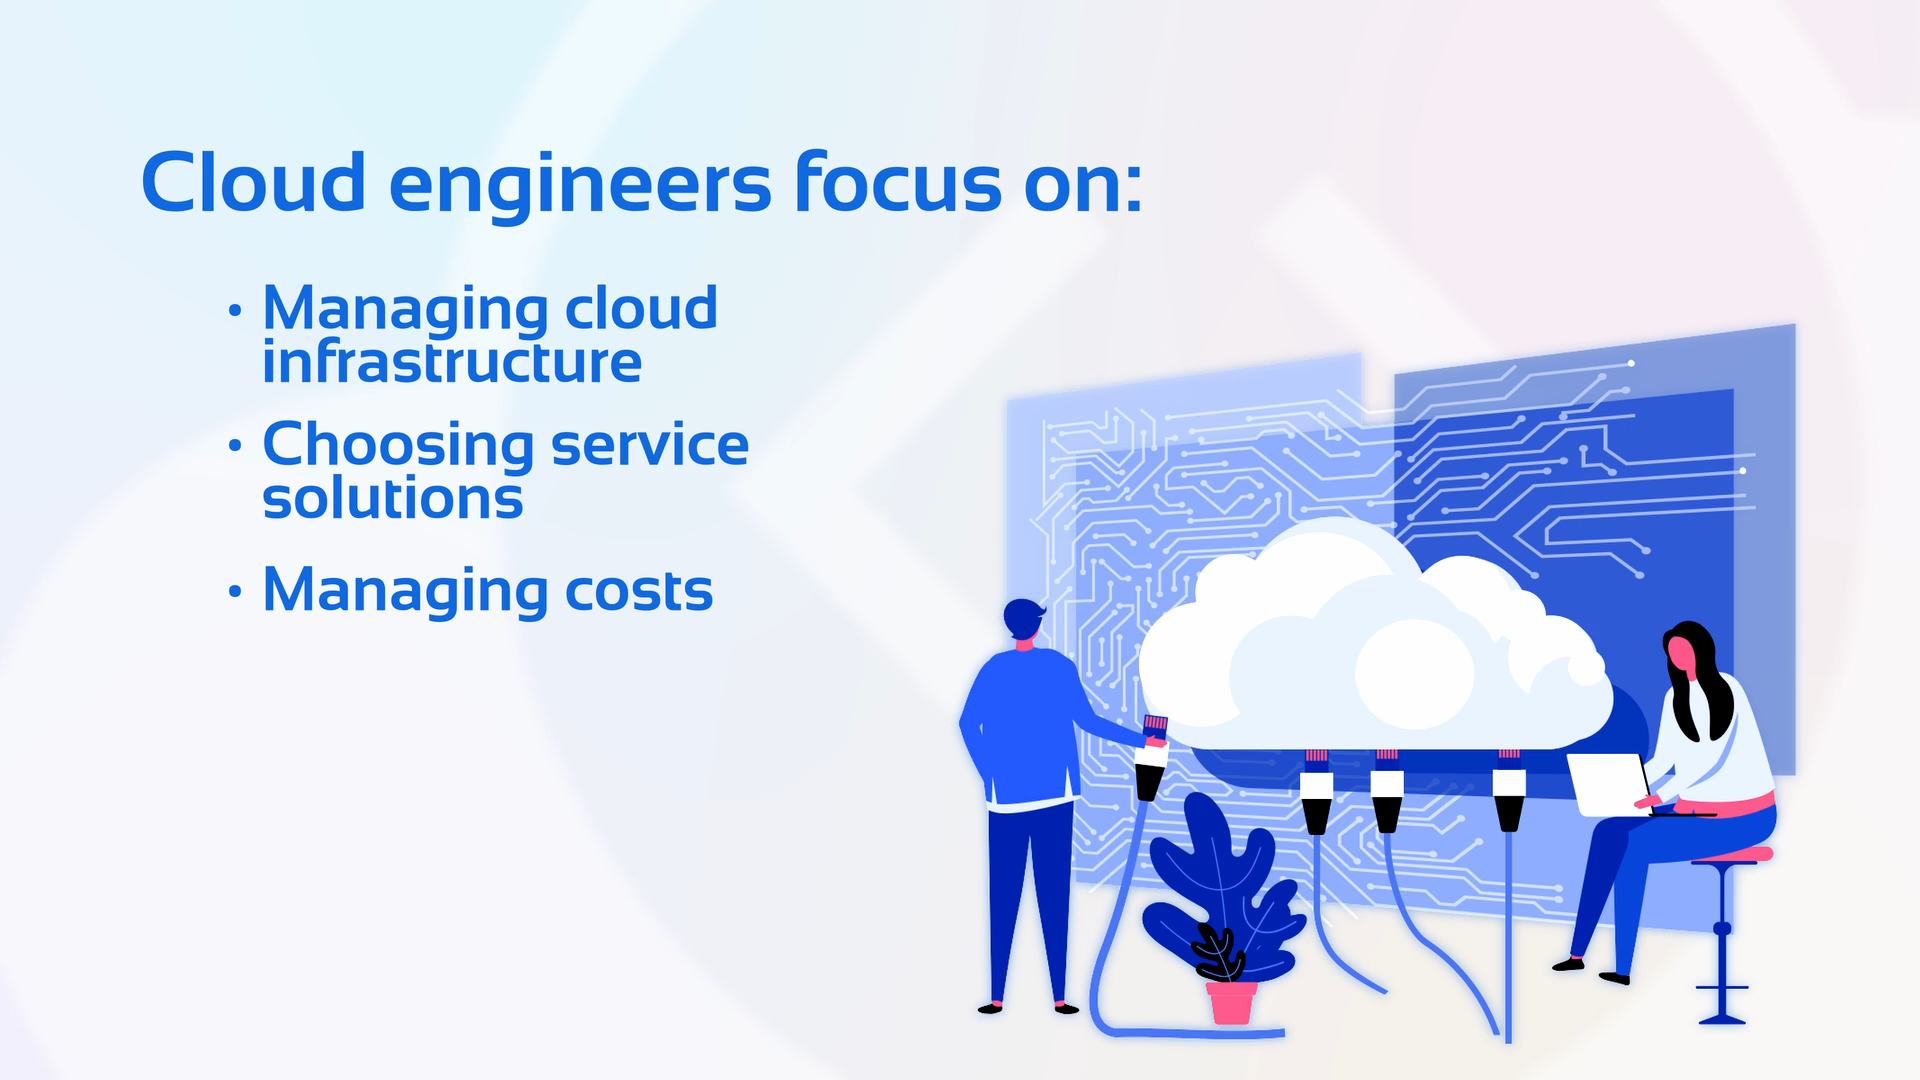 Cloud engineers focus on:
• Managing cloud
infrastructure
• Choosing service
solutions
• Managing costs